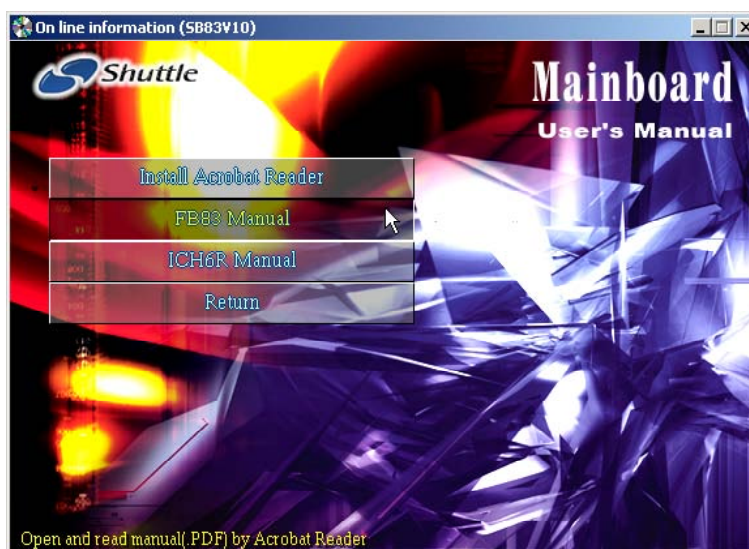 On line information (SB83V10)
Shuttle
Mainboard
User's Manual
Install Acrobat Reader
FB83 Manual
ICH6R Manual
Return
Open and read manual(.PDF) by Acrobat Reader